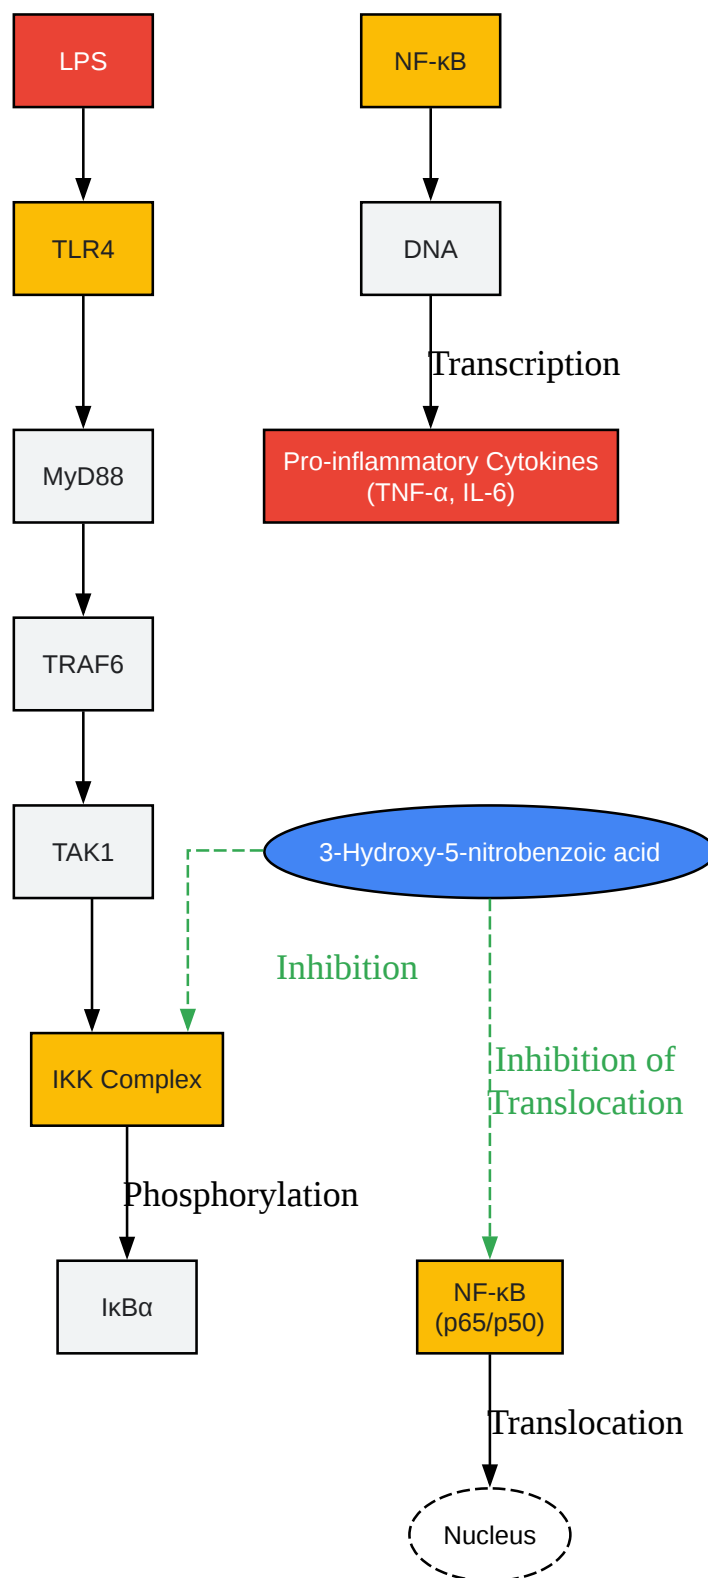 LPS
NF-κB
TLR4
DNA
Transcription
MyD88
Pro-inflammatory Cytokines
(TNF-α, IL-6)
TRAF6
TAK1
3-Hydroxy-5-nitrobenzoic acid
Inhibition
IKK Complex
Inhibition of
Translocation
Phosphorylation
IκBα
NF-κB
(p65/p50)
Translocation
Nucleus